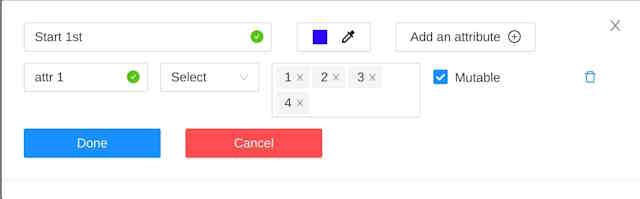 Start 1st
Add an attribute
attr 1
Select
1 2 3
4
Mutable
Done
Cancel